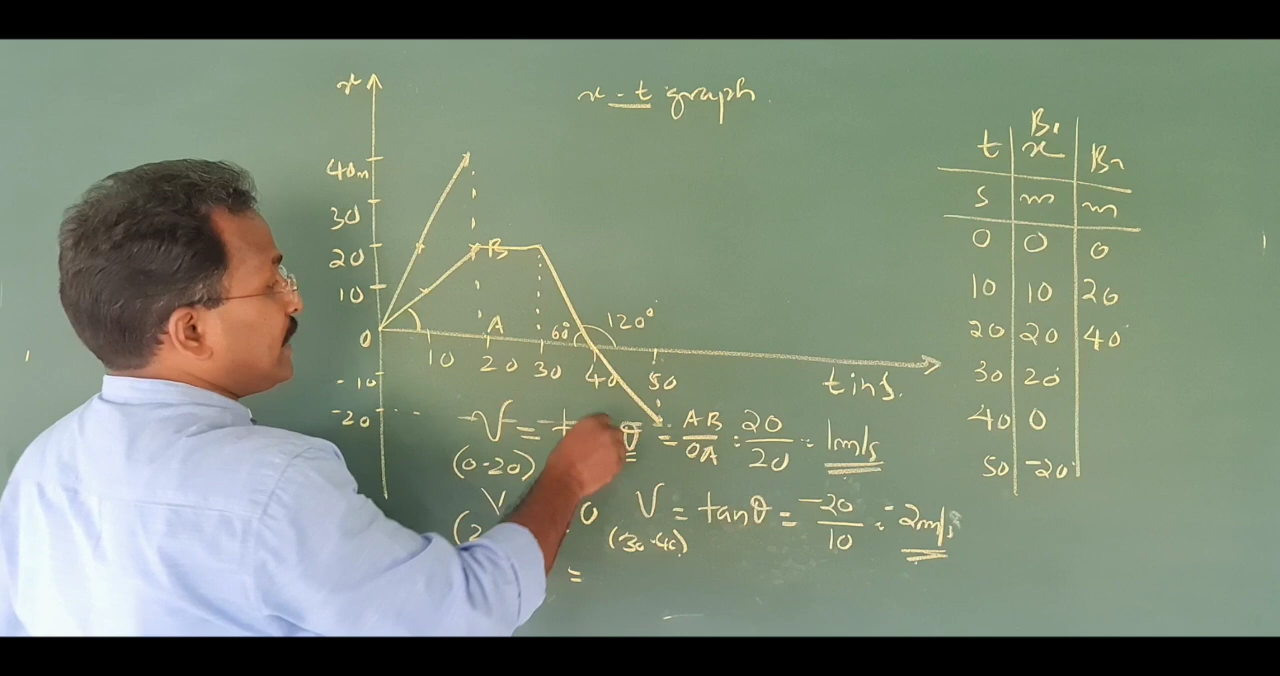 x - t graph
x
40m
30
20
10
0
-10
-20
B
A
60°
120°
10 20 30 40 50
t in s.
V = = AB/OA = 20/20 = 1m/s
(0-20)
V 0
V = tanθ = -20/10 = -2m/s
(30-40)
=
B1
t x B2
s m m
0 0 0
10 10 20
20 20 40
30 20
40 0
50 -20